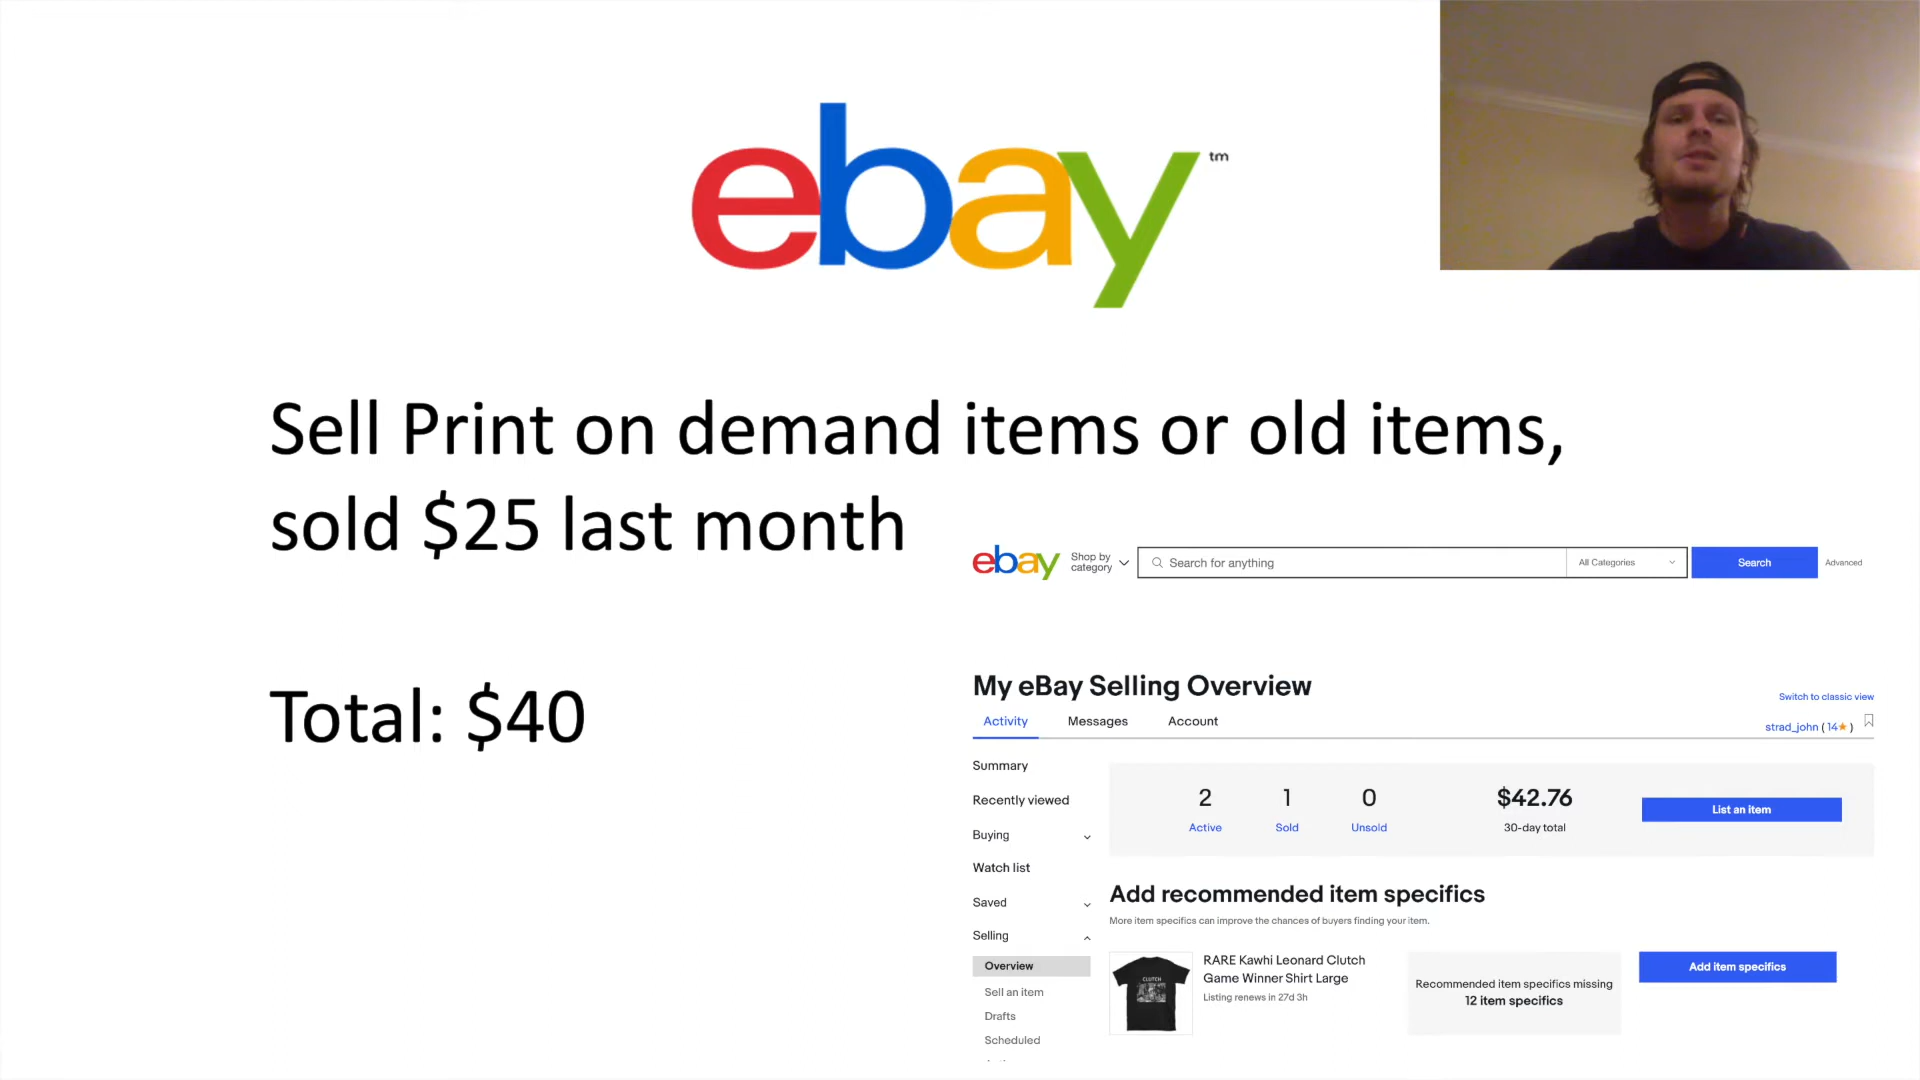 ebay™
Sell Print on demand items or old items,
sold $25 last month
Total: $40
ebay
Shop by
category
Search for anything
All Categories
Search
Advanced
My eBay Selling Overview
Switch to classic view
Activity
Messages
Account
strad_john ( 14★ )
Summary
Recently viewed
Buying
Watch list
Saved
Selling
Overview
Sell an item
Drafts
Scheduled
2
Active
1
Sold
0
Unsold
$42.76
30-day total
List an item
Add recommended item specifics
More item specifics can improve the chances of buyers finding your item.
CLUTCH
RARE Kawhi Leonard Clutch
Game Winner Shirt Large
Listing renews in 27d 3h
Recommended item specifics missing
12 item specifics
Add item specifics